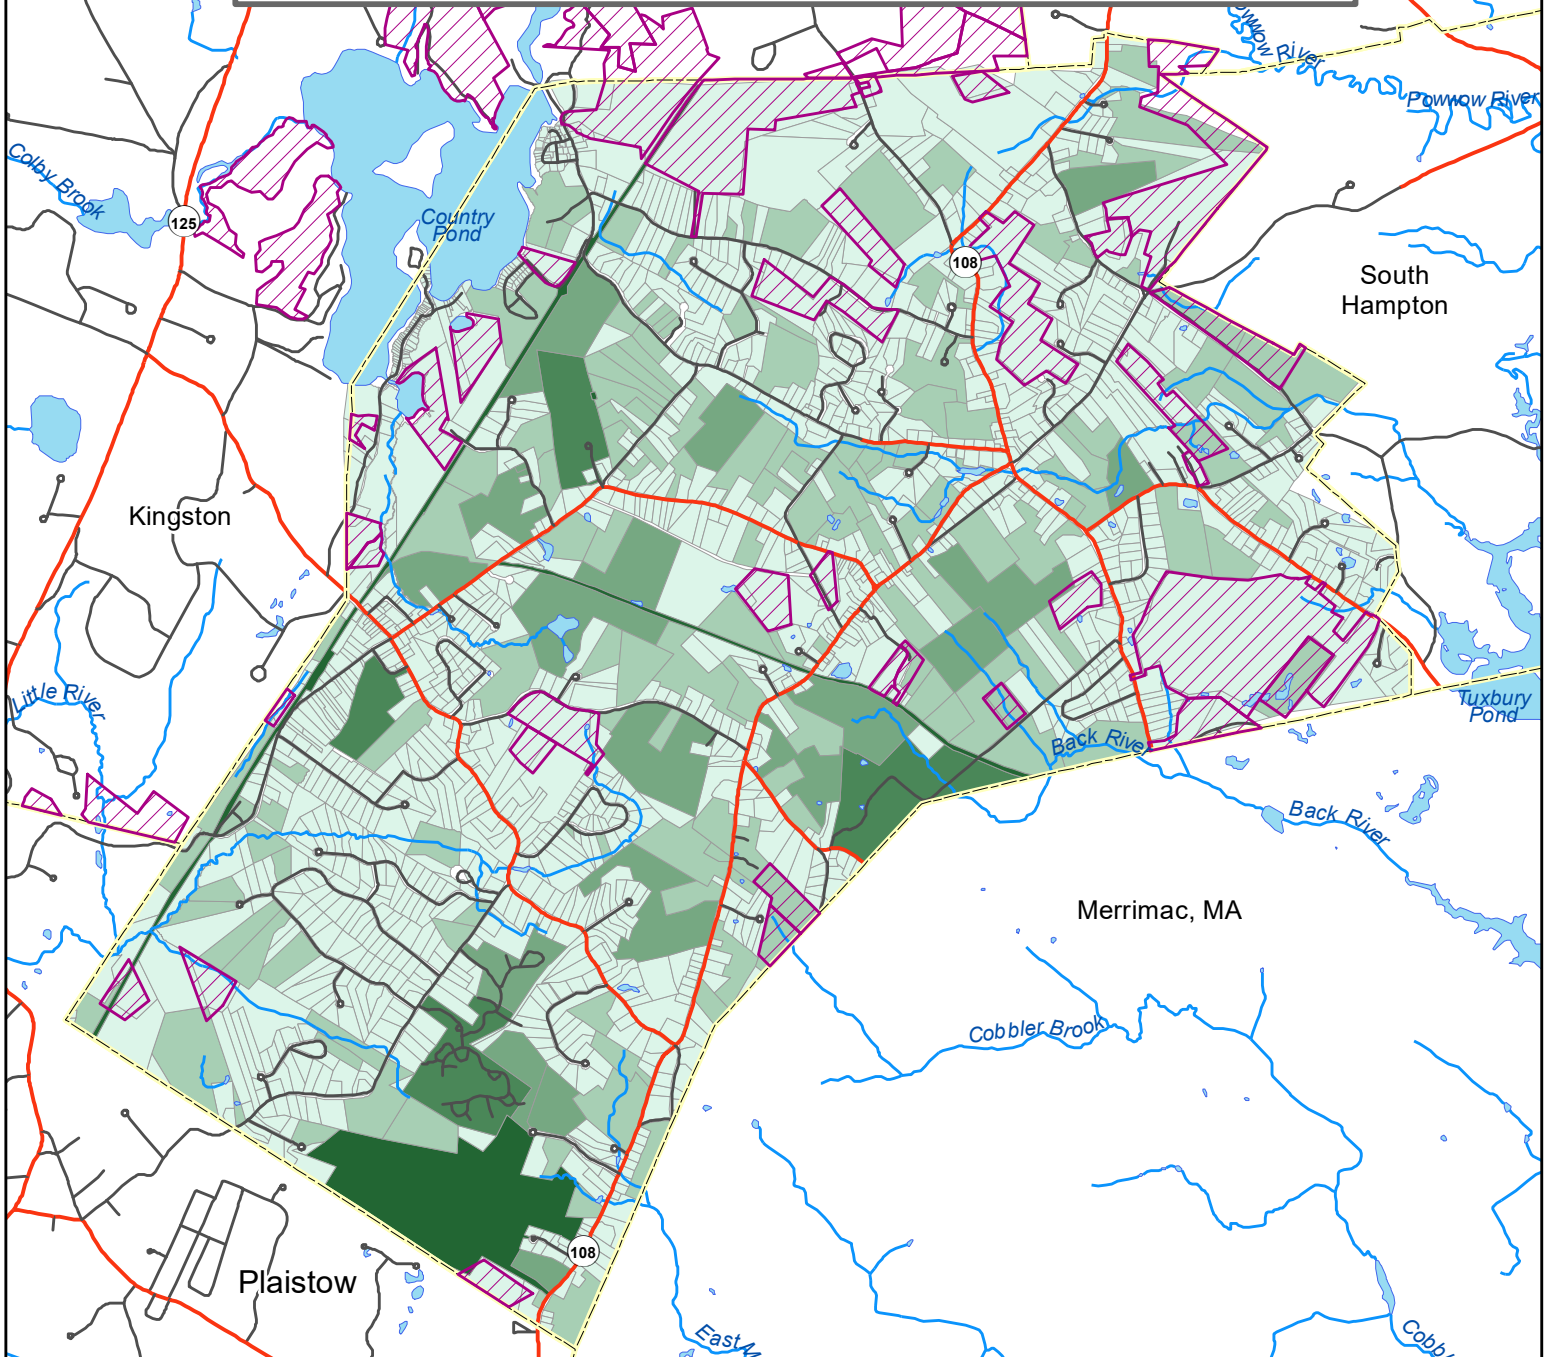 Powwow River
Powwow River
Colby Brook
125
Country
Pond
108
South
Hampton
Kingston
Little River
Tuxbury
Pond
Back River
Back River
Merrimac, MA
Cobbler Brook
108
Plaistow